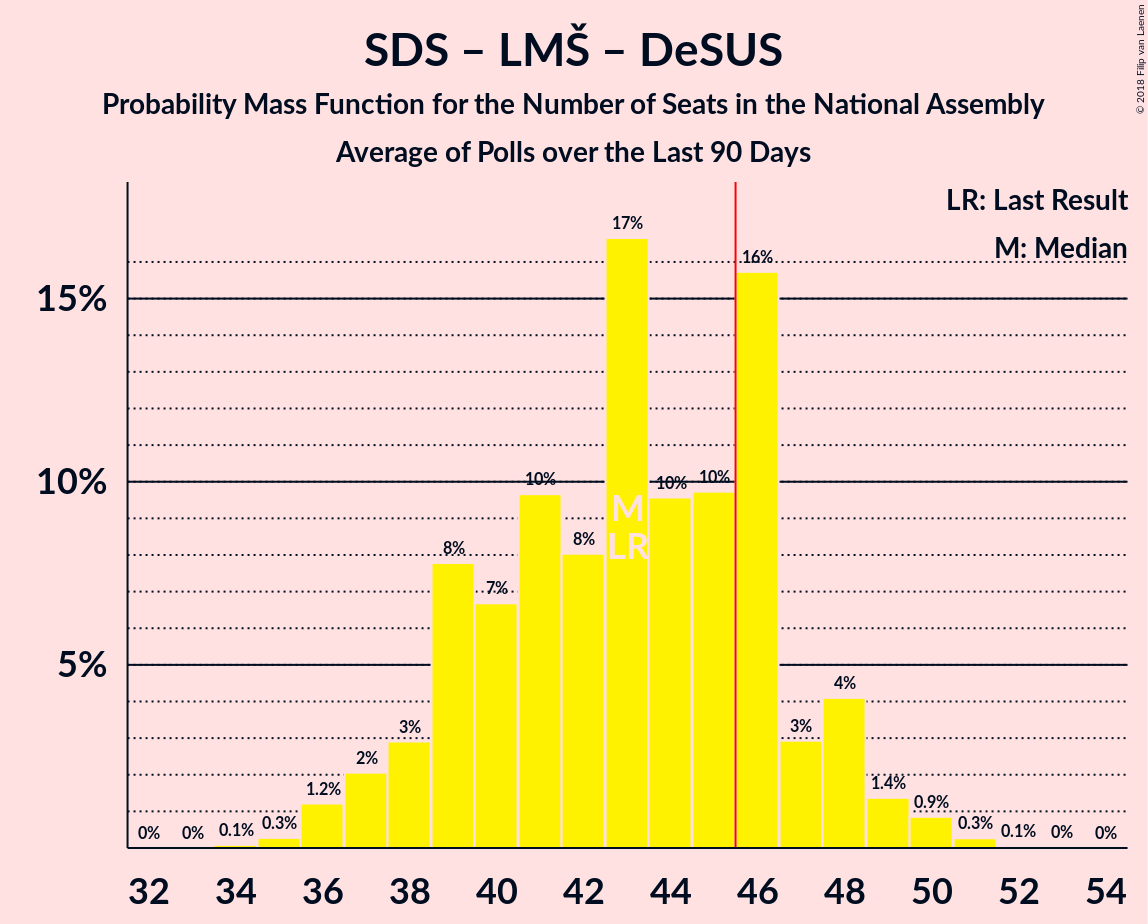 SDS – LMŠ – DeSUS
Probability Mass Function for the Number of Seats in the National Assembly
Average of Polls over the Last 90 Days
© 2018 Filip van Laenen
LR: Last Result
M: Median
15%
10%
5%
0%
0%
0.1%
0.3%
1.2%
2%
3%
8%
7%
10%
8%
17%
10%
10%
16%
3%
4%
1.4%
0.9%
0.3%
0.1%
0%
0%
M
LR
32 34 36 38 40 42 44 46 48 50 52 54